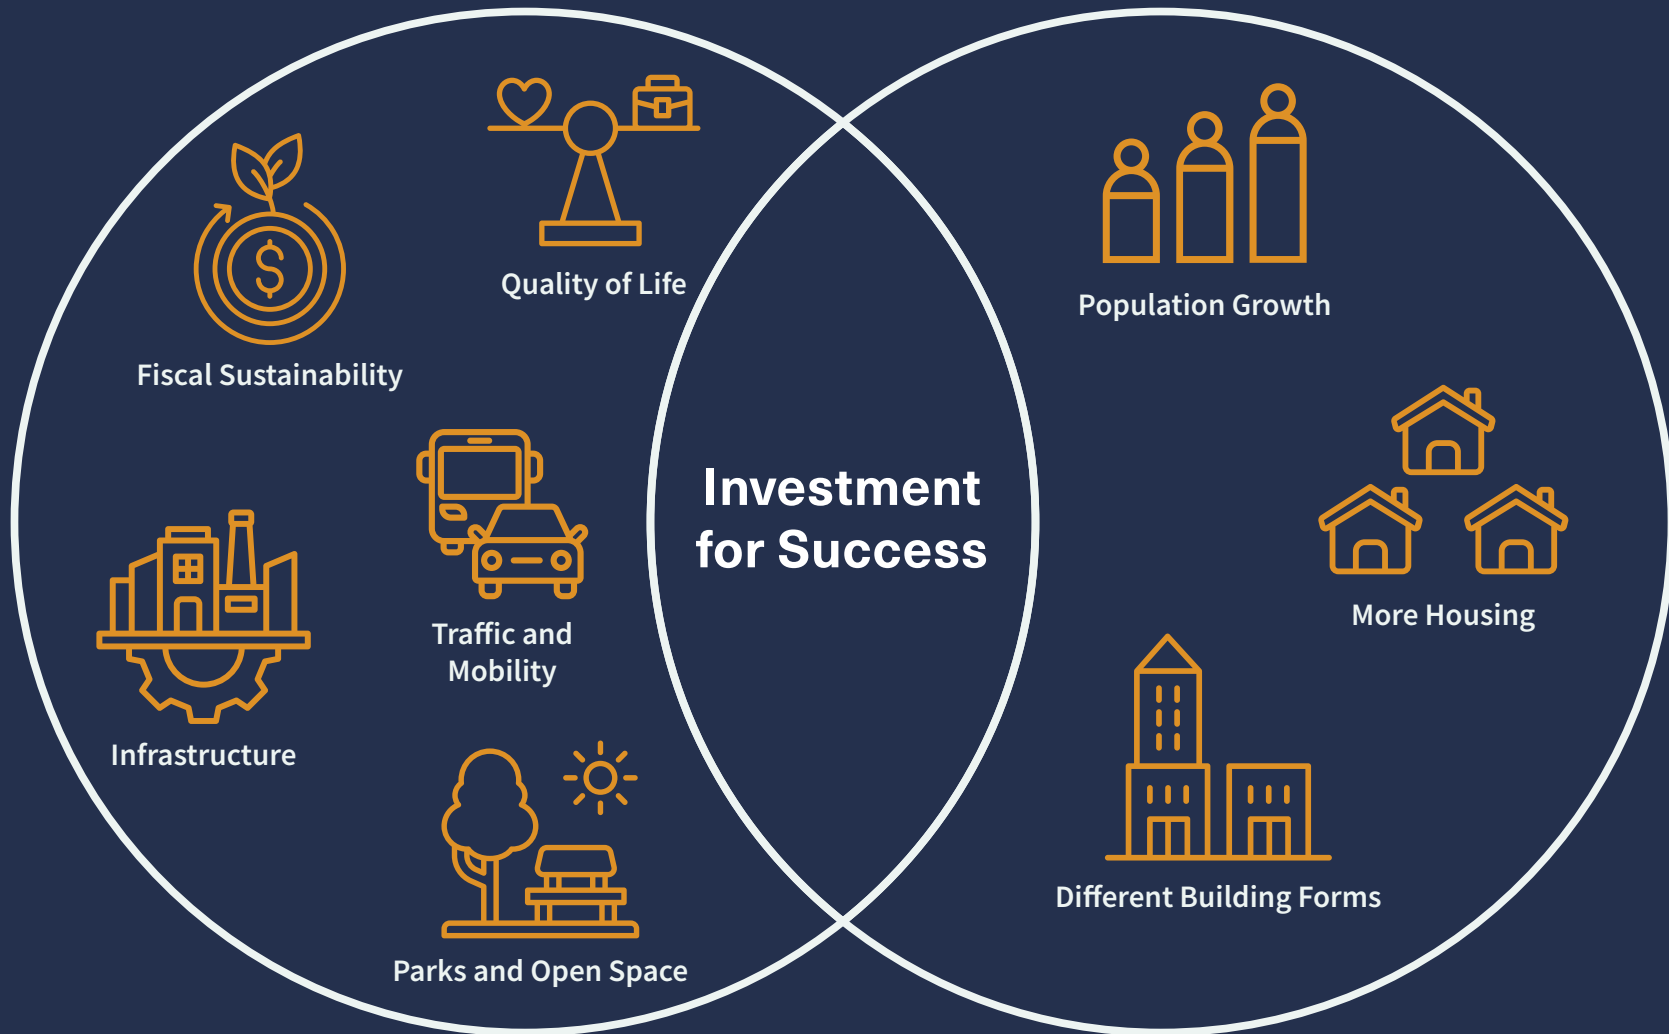 Quality of Life
Fiscal Sustainability
Traffic and
Mobility
Infrastructure
Parks and Open Space
Investment
for Success
Population Growth
More Housing
Different Building Forms